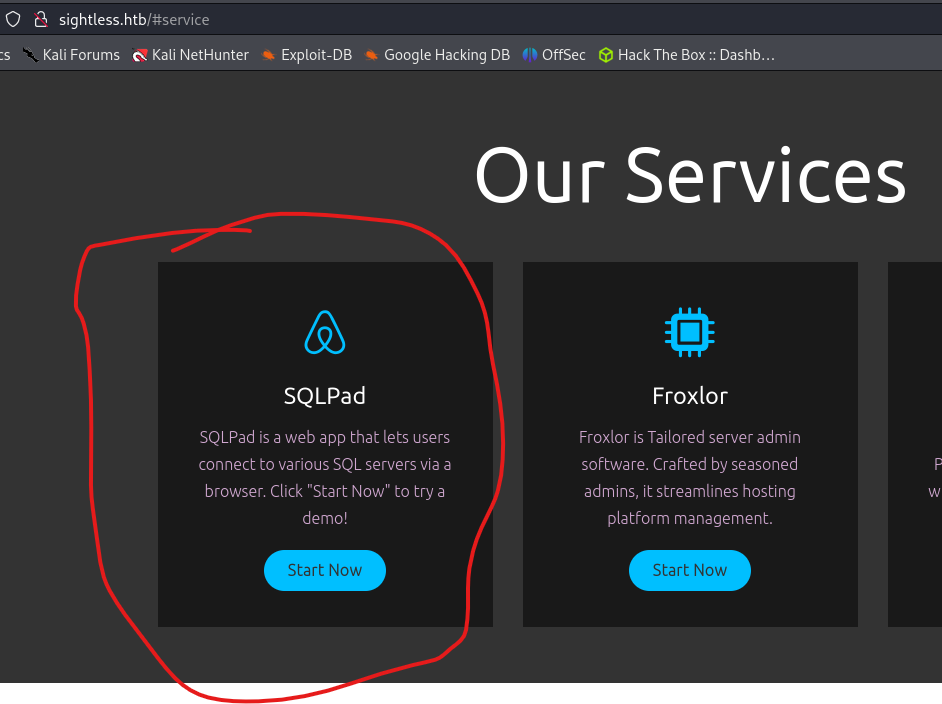 sightless.htb/#service
cs Kali Forums Kali NetHunter Exploit-DB Google Hacking DB OffSec Hack The Box :: Dashb…
Our Services
SQLPad
SQLPad is a web app that lets users
connect to various SQL servers via a
browser. Click "Start Now" to try a
demo!
Start Now
Froxlor
Froxlor is Tailored server admin
software. Crafted by seasoned
admins, it streamlines hosting
platform management.
Start Now
P
w